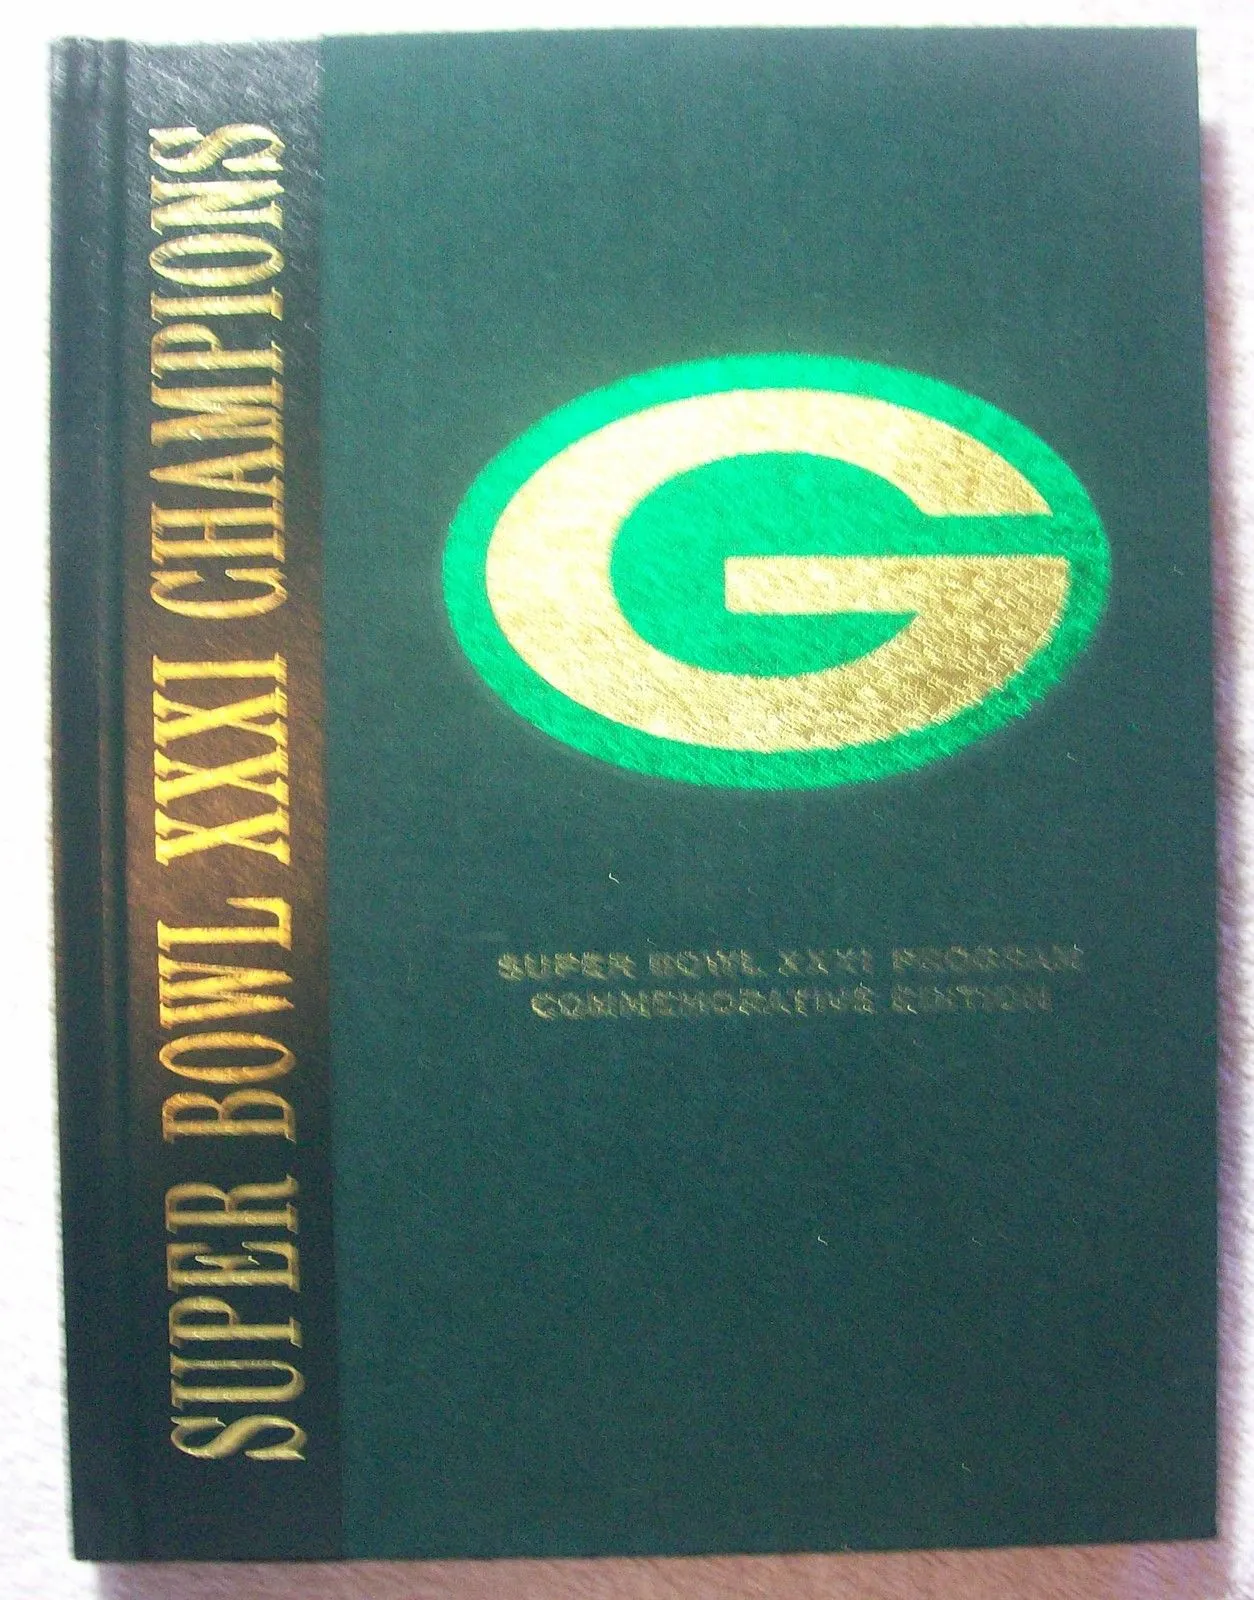 SUPER BOWL XXXI CHAMPIONS
G
SUPER BOWL XXXI PROGRAM
COMMEMORATIVE EDITION